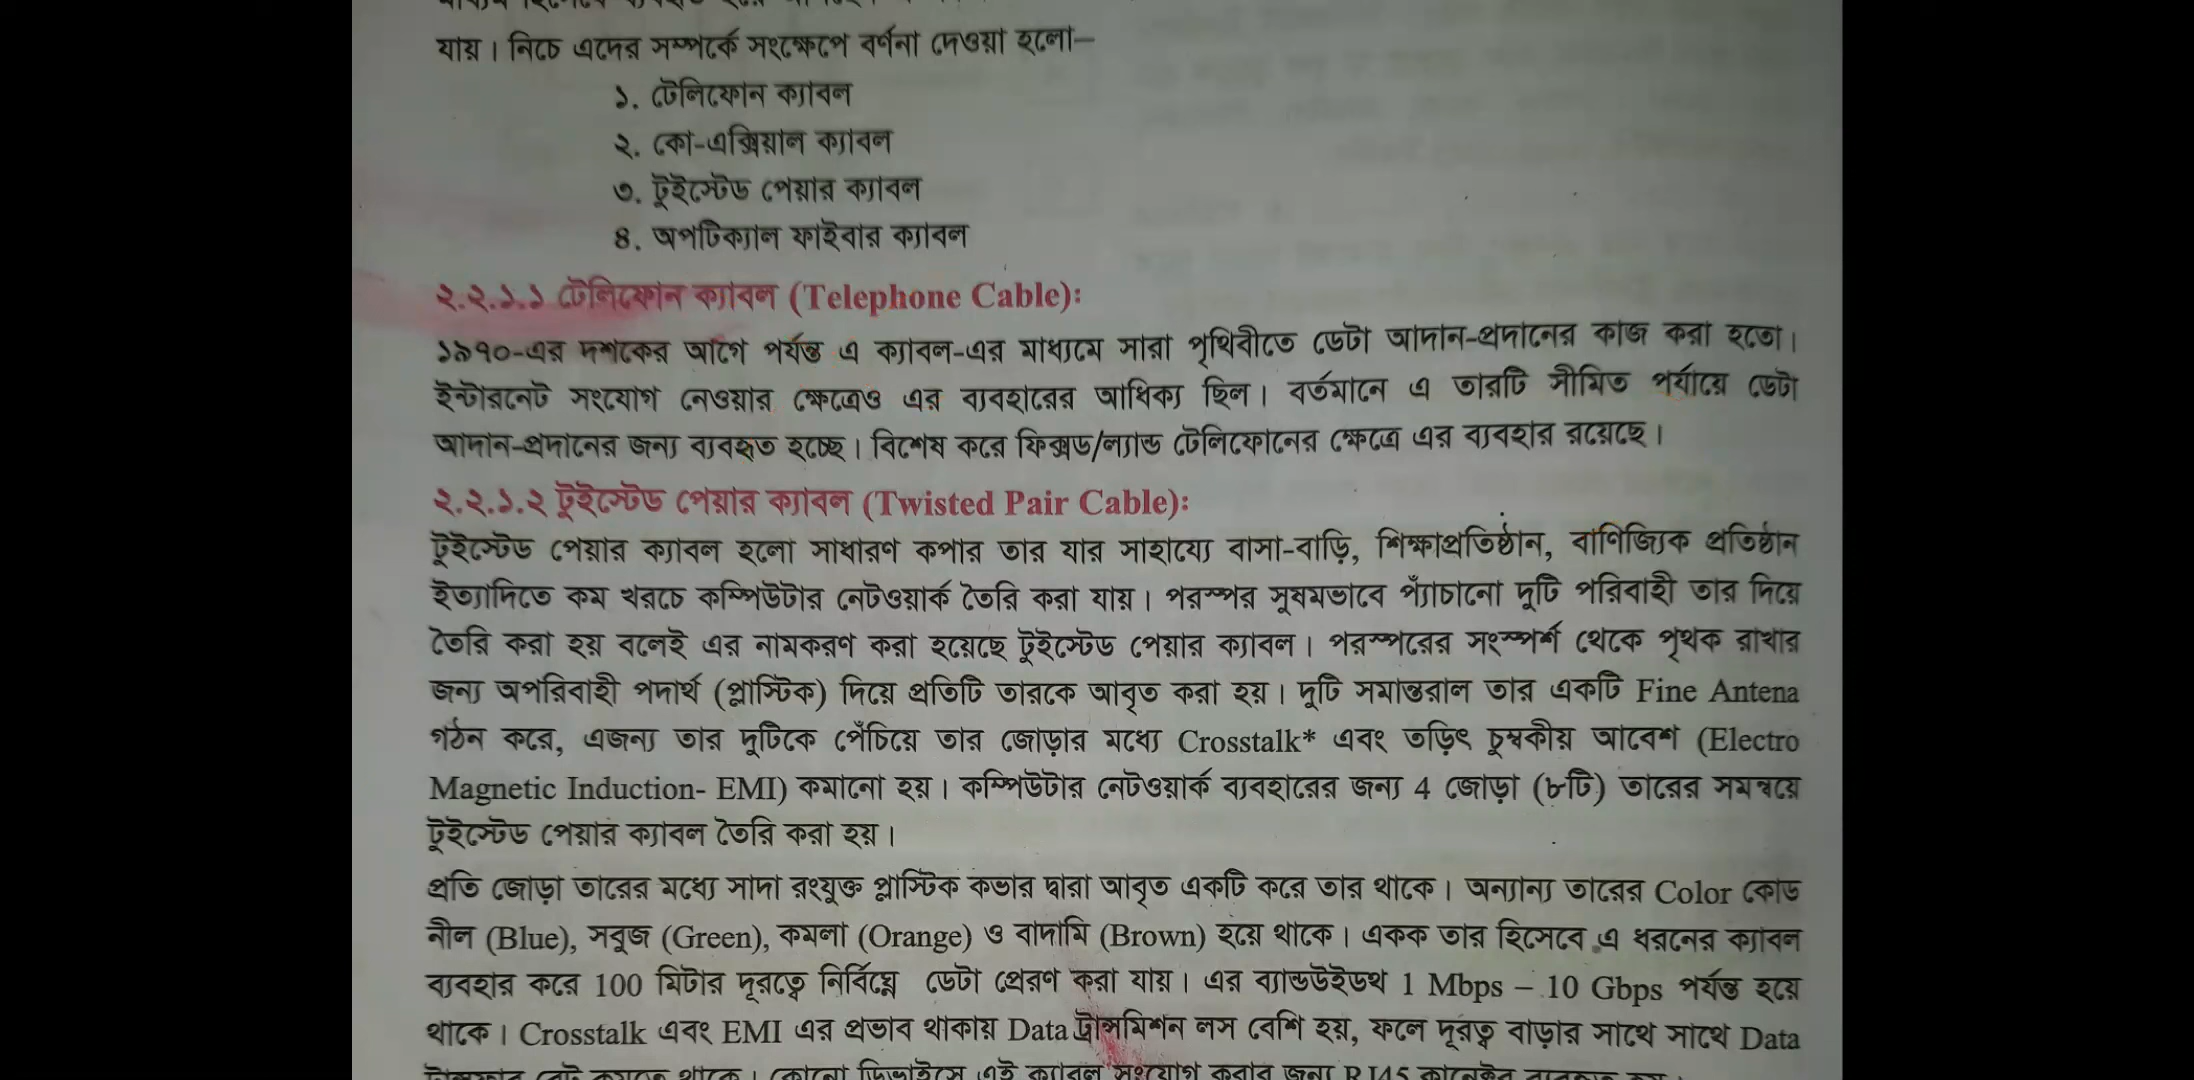 যায়। নিচে এদের সম্পর্কে সংক্ষেপে বর্ণনা দেওয়া হলো–
১. টেলিফোন ক্যাবল
২. কো-এক্সিয়াল ক্যাবল
৩. টুইস্টেড পেয়ার ক্যাবল
৪. অপটিক্যাল ফাইবার ক্যাবল
২.২.১.১ টেলিফোন ক্যাবল (Telephone Cable):
১৯৭০-এর দশকের আগে পর্যন্ত এ ক্যাবল-এর মাধ্যমে সারা পৃথিবীতে ডেটা আদান-প্রদানের কাজ করা হতো।
ইন্টারনেট সংযোগ নেওয়ার ক্ষেত্রেও এর ব্যবহারের আধিক্য ছিল। বর্তমানে এ তারটি সীমিত পর্যায়ে ডেটা
আদান-প্রদানের জন্য ব্যবহৃত হচ্ছে। বিশেষ করে ফিক্সড/ল্যান্ড টেলিফোনের ক্ষেত্রে এর ব্যবহার রয়েছে।
২.২.১.২ টুইস্টেড পেয়ার ক্যাবল (Twisted Pair Cable):
টুইস্টেড পেয়ার ক্যাবল হলো সাধারণ কপার তার যার সাহায্যে বাসা-বাড়ি, শিক্ষাপ্রতিষ্ঠান, বাণিজ্যিক প্রতিষ্ঠান
ইত্যাদিতে কম খরচে কম্পিউটার নেটওয়ার্ক তৈরি করা যায়। পরস্পর সুষমভাবে প্যাঁচানো দুটি পরিবাহী তার দিয়ে
তৈরি করা হয় বলেই এর নামকরণ করা হয়েছে টুইস্টেড পেয়ার ক্যাবল। পরস্পরের সংস্পর্শ থেকে পৃথক রাখার
জন্য অপরিবাহী পদার্থ (প্লাস্টিক) দিয়ে প্রতিটি তারকে আবৃত করা হয়। দুটি সমান্তরাল তার একটি Fine Antena
গঠন করে, এজন্য তার দুটিকে পেঁচিয়ে তার জোড়ার মধ্যে Crosstalk* এবং তড়িৎ চুম্বকীয় আবেশ (Electro
Magnetic Induction- EMI) কমানো হয়। কম্পিউটার নেটওয়ার্ক ব্যবহারের জন্য 4 জোড়া (৮টি) তারের সমন্বয়ে
টুইস্টেড পেয়ার ক্যাবল তৈরি করা হয়।
প্রতি জোড়া তারের মধ্যে সাদা রংযুক্ত প্লাস্টিক কভার দ্বারা আবৃত একটি করে তার থাকে। অন্যান্য তারের Color কোড
নীল (Blue), সবুজ (Green), কমলা (Orange) ও বাদামি (Brown) হয়ে থাকে। একক তার হিসেবে এ ধরনের ক্যাবল
ব্যবহার করে 100 মিটার দূরত্বে নির্বিঘ্নে ডেটা প্রেরণ করা যায়। এর ব্যান্ডউইডথ 1 Mbps – 10 Gbps পর্যন্ত হয়ে
থাকে। Crosstalk এবং EMI এর প্রভাব থাকায় Data ট্রান্সমিশন লস বেশি হয়, ফলে দূরত্ব বাড়ার সাথে সাথে Data